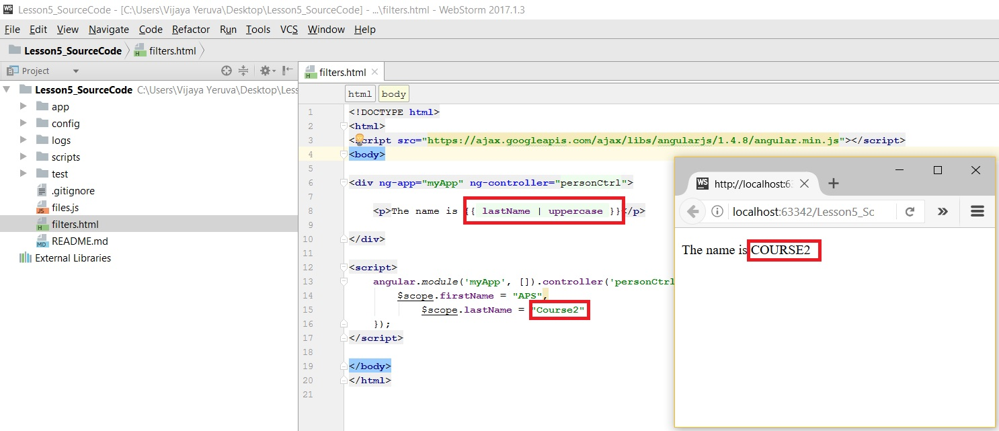 WS Lesson5_SourceCode - [C:\Users\Vijaya Yeruva\Desktop\Lesson5_SourceCode] - ...\filters.html - WebStorm 2017.1.3
File Edit View Navigate Code Refactor Run Tools VCS Window Help
Lesson5_SourceCode filters.html
Project
Lesson5_SourceCode C:\Users\Vijaya Yeruva\Desktop\Less
app
config
logs
scripts
test
.gitignore
files.js
filters.html
README.md
External Libraries
filters.html
html body
1 <!DOCTYPE html>
2 <html>
3 <script src="https://ajax.googleapis.com/ajax/libs/angularjs/1.4.8/angular.min.js"></script>
4 <body>
5
6 <div ng-app="myApp" ng-controller="personCtrl">
7
8 <p>The name is {{ lastName | uppercase }}</p>
9
10 </div>
11
12 <script>
13 angular.module('myApp', []).controller('personCtrl
14 $scope.firstName = "APS",
15 $scope.lastName = "Course2"
16 });
17 </script>
18
19 </body>
20 </html>
21
WS http://localhost:63
localhost:63342/Lesson5_Sc
The name is COURSE2